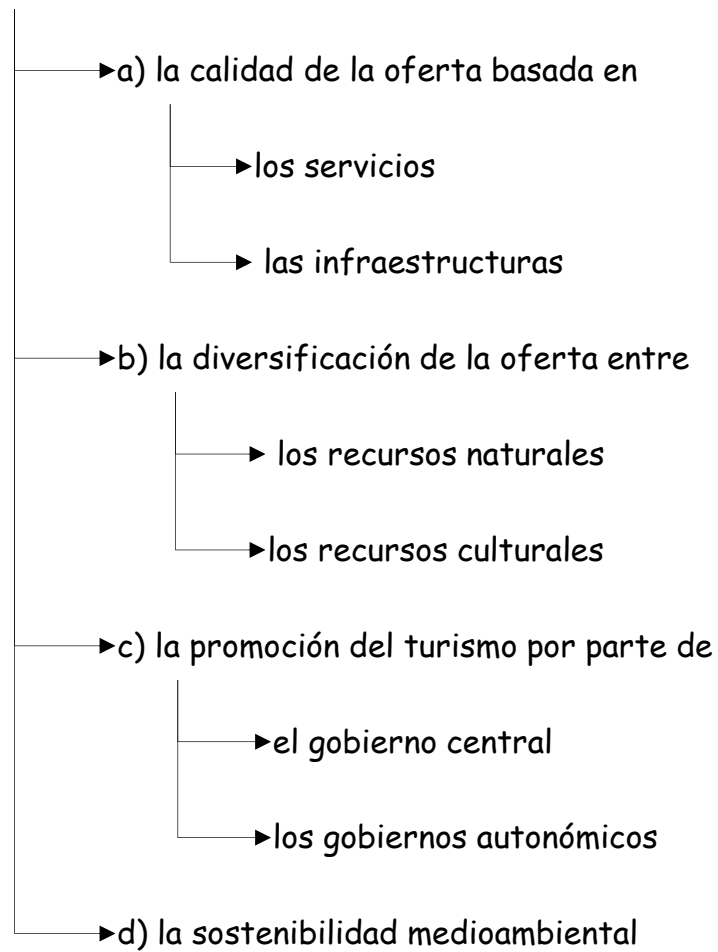 a) la calidad de la oferta basada en
los servicios
las infraestructuras
b) la diversificación de la oferta entre
los recursos naturales
los recursos culturales
c) la promoción del turismo por parte de
el gobierno central
los gobiernos autonómicos
d) la sostenibilidad medioambiental